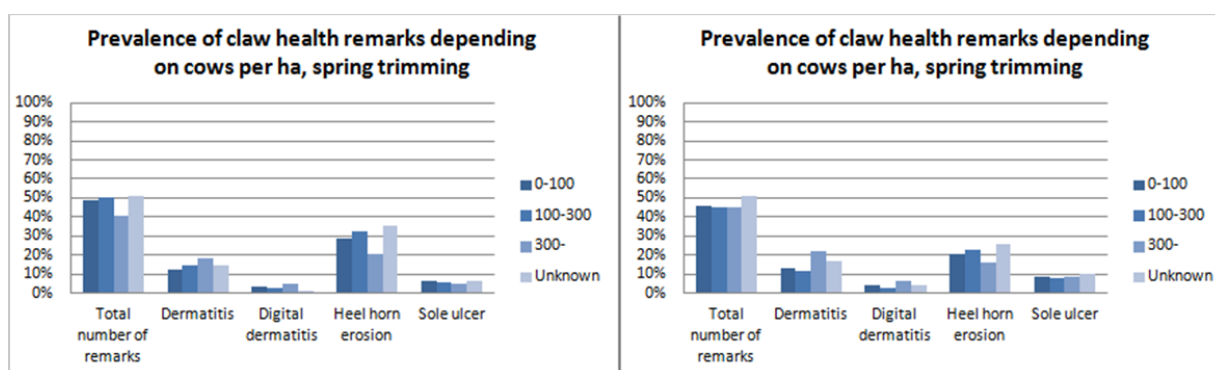 Prevalence of claw health remarks depending
on cows per ha, spring trimming
100%
90%
80%
70%
60%
50%
40%
30%
20%
10%
0%
Total
number of
remarks
Dermatitis
Digital
dermatitis
Heel horn
erosion
Sole ulcer
0-100
100-300
300-
Unknown
Prevalence of claw health remarks depending
on cows per ha, spring trimming
100%
90%
80%
70%
60%
50%
40%
30%
20%
10%
0%
Total
number of
remarks
Dermatitis
Digital
dermatitis
Heel horn
erosion
Sole ulcer
0-100
100-300
300-
Unknown